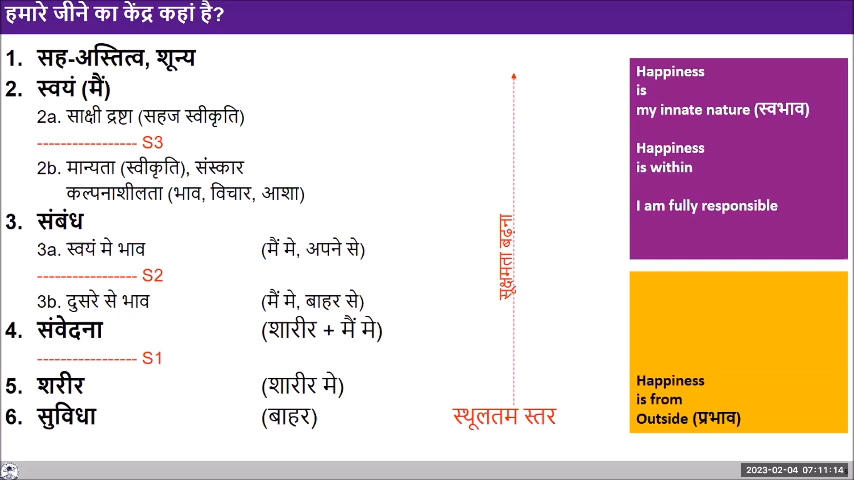 हमारे जीने का केंद्र कहां है?
1. सह-अस्तित्व, शून्य
2. स्वयं (मैं)
2a. साक्षी द्रष्टा (सहज स्वीकृति)
----------------- S3
2b. मान्यता (स्वीकृति), संस्कार
कल्पनाशीलता (भाव, विचार, आशा)
3. संबंध
3a. स्वयं मे भाव (मैं मे, अपने से)
----------------- S2
3b. दुसरे से भाव (मैं मे, बाहर से)
4. संवेदना (शारीर + मैं मे)
----------------- S1
5. शरीर (शारीर मे)
6. सुविधा (बाहर)
सूक्षमता बढ़ना
स्थूलतम स्तर
Happiness
is
my innate nature (स्वभाव)
Happiness
is within
I am fully responsible
Happiness
is from
Outside (प्रभाव)
2023-02-04 07:11:14